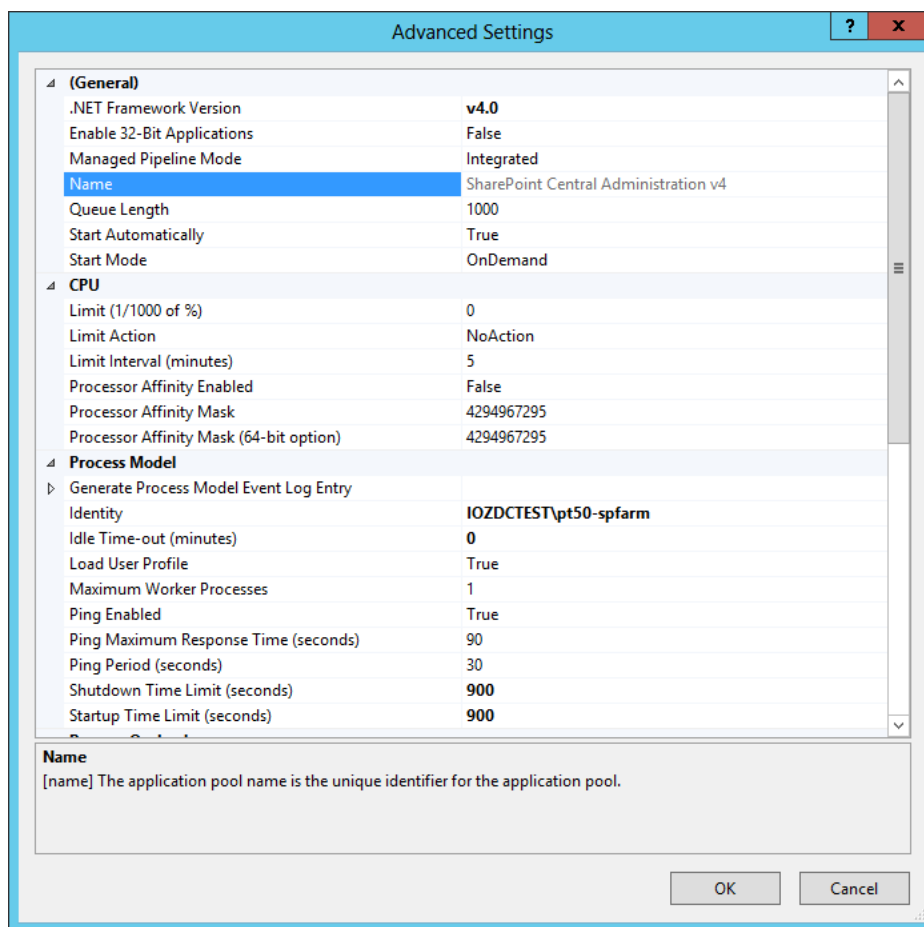 Advanced Settings
? x
(General)
.NET Framework Version v4.0
Enable 32-Bit Applications False
Managed Pipeline Mode Integrated
Name SharePoint Central Administration v4
Queue Length 1000
Start Automatically True
Start Mode OnDemand
CPU
Limit (1/1000 of %) 0
Limit Action NoAction
Limit Interval (minutes) 5
Processor Affinity Enabled False
Processor Affinity Mask 4294967295
Processor Affinity Mask (64-bit option) 4294967295
Process Model
Generate Process Model Event Log Entry
Identity IOZDCTEST\pt50-spfarm
Idle Time-out (minutes) 0
Load User Profile True
Maximum Worker Processes 1
Ping Enabled True
Ping Maximum Response Time (seconds) 90
Ping Period (seconds) 30
Shutdown Time Limit (seconds) 900
Startup Time Limit (seconds) 900
Name
[name] The application pool name is the unique identifier for the application pool.
OK Cancel